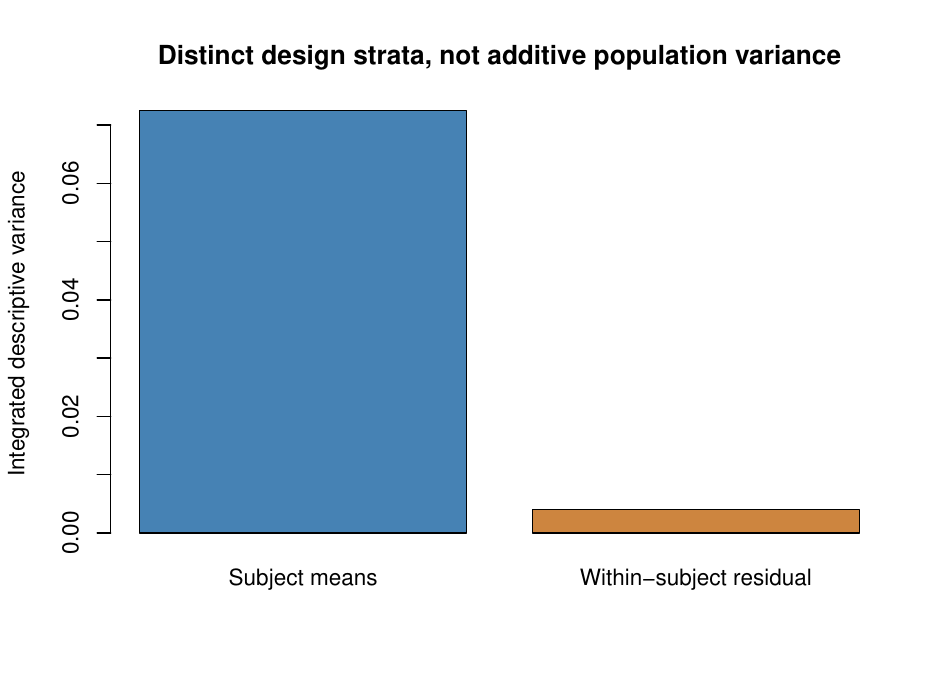 Distinct design strata, not additive population variance
Integrated descriptive variance
0.06
0.04
0.02
0.00
Subject means
Within−subject residual